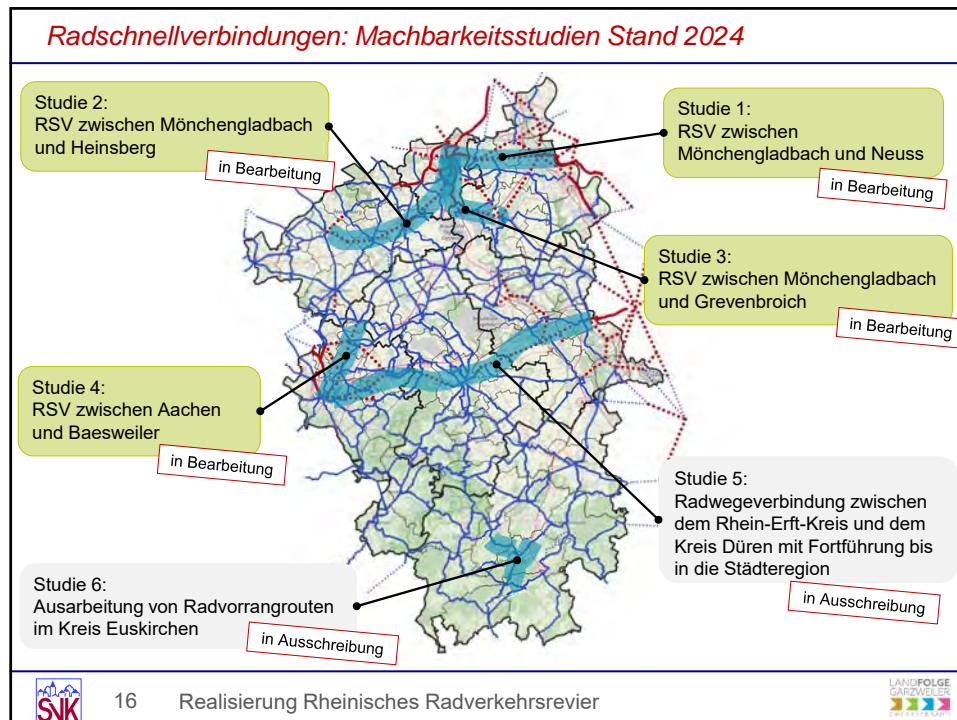 Radschnellverbindungen: Machbarkeitsstudien Stand 2024
Studie 2:
RSV zwischen Mönchengladbach
und Heinsberg
in Bearbeitung
Studie 1:
RSV zwischen
Mönchengladbach und Neuss
in Bearbeitung
Studie 3:
RSV zwischen Mönchengladbach
und Grevenbroich
in Bearbeitung
Studie 4:
RSV zwischen Aachen
und Baesweiler
in Bearbeitung
Studie 5:
Radwegeverbindung zwischen
dem Rhein-Erft-Kreis und dem
Kreis Düren mit Fortführung bis
in die Städteregion
in Ausschreibung
Studie 6:
Ausarbeitung von Radvorrangrouten
im Kreis Euskirchen
in Ausschreibung
SVK
16 Realisierung Rheinisches Radverkehrsrevier
LANDFOLGE
GARZWEILER
ZWECKVERBAND